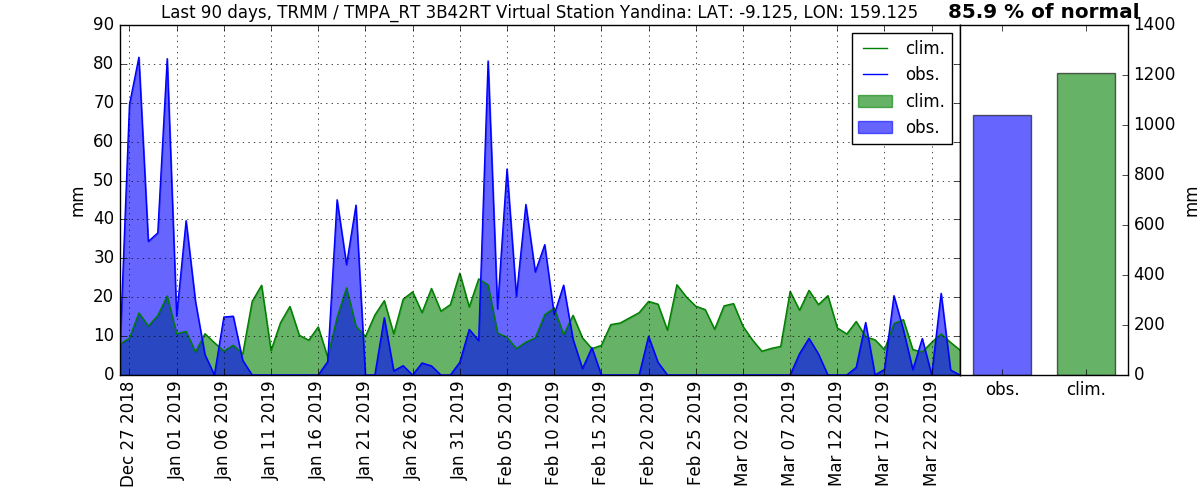 Last 90 days, TRMM / TMPA_RT 3B42RT Virtual Station Yandina: LAT: -9.125, LON: 159.125
85.9 % of normal
90
80
70
60
50
40
30
20
10
0
mm
clim.
obs.
clim.
obs.
Dec 27 2018
Jan 01 2019
Jan 06 2019
Jan 11 2019
Jan 16 2019
Jan 21 2019
Jan 26 2019
Jan 31 2019
Feb 05 2019
Feb 10 2019
Feb 15 2019
Feb 20 2019
Feb 25 2019
Mar 02 2019
Mar 07 2019
Mar 12 2019
Mar 17 2019
Mar 22 2019
1400
1200
1000
800
600
400
200
0
mm
obs.
clim.